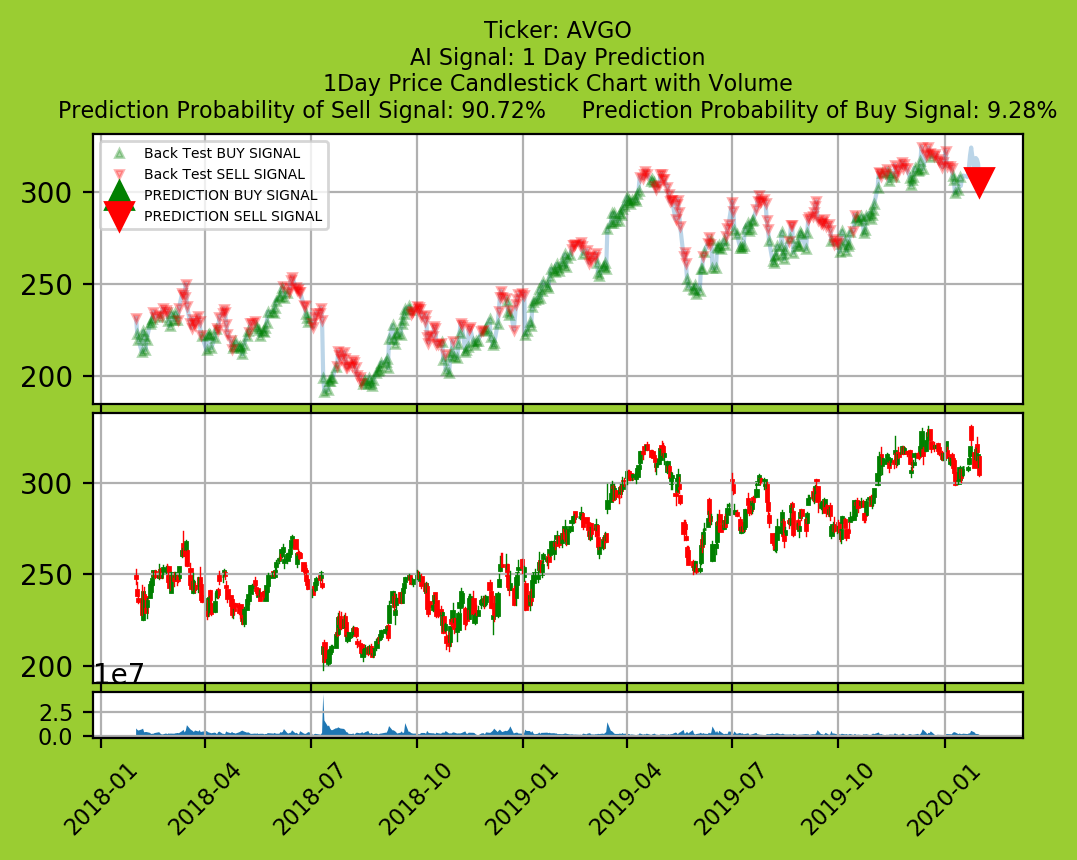 Ticker: AVGO
AI Signal: 1 Day Prediction
1Day Price Candlestick Chart with Volume
Prediction Probability of Sell Signal: 90.72% Prediction Probability of Buy Signal: 9.28%
Back Test BUY SIGNAL
Back Test SELL SIGNAL
PREDICTION BUY SIGNAL
PREDICTION SELL SIGNAL
300
250
200
300
250
200
1e7
2.5
0.0
2018-01
2018-04
2018-07
2018-10
2019-01
2019-04
2019-07
2019-10
2020-01